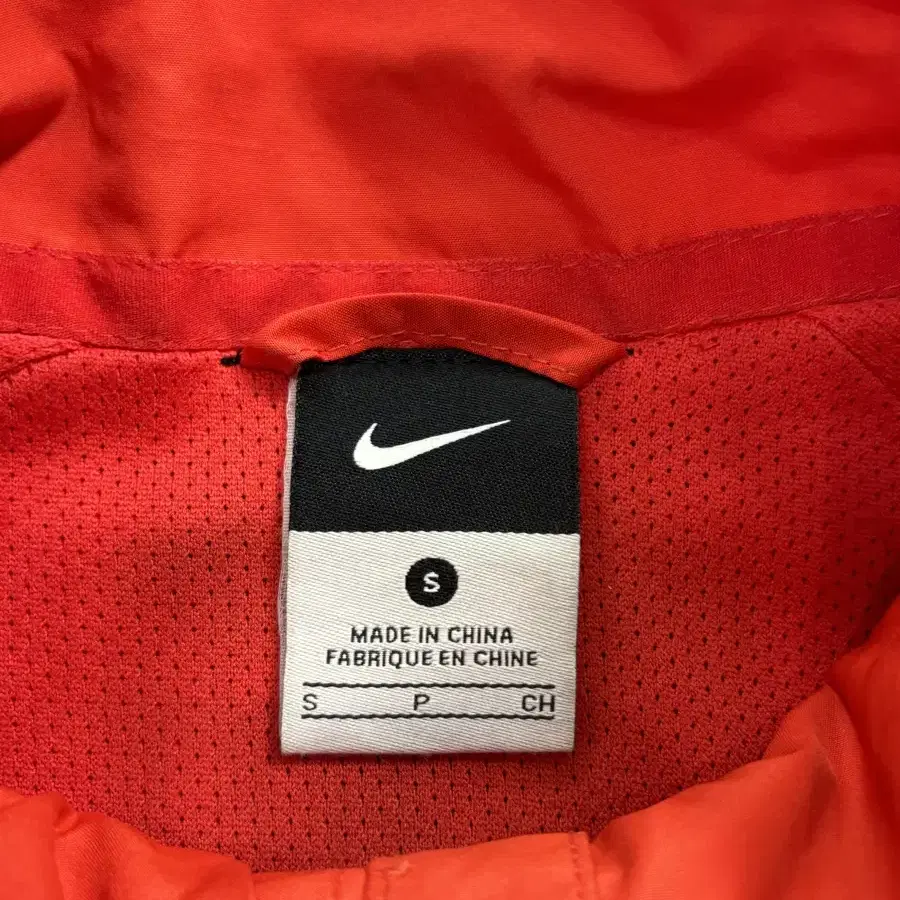 S
MADE IN CHINA
FABRIQUE EN CHINE
S P CH